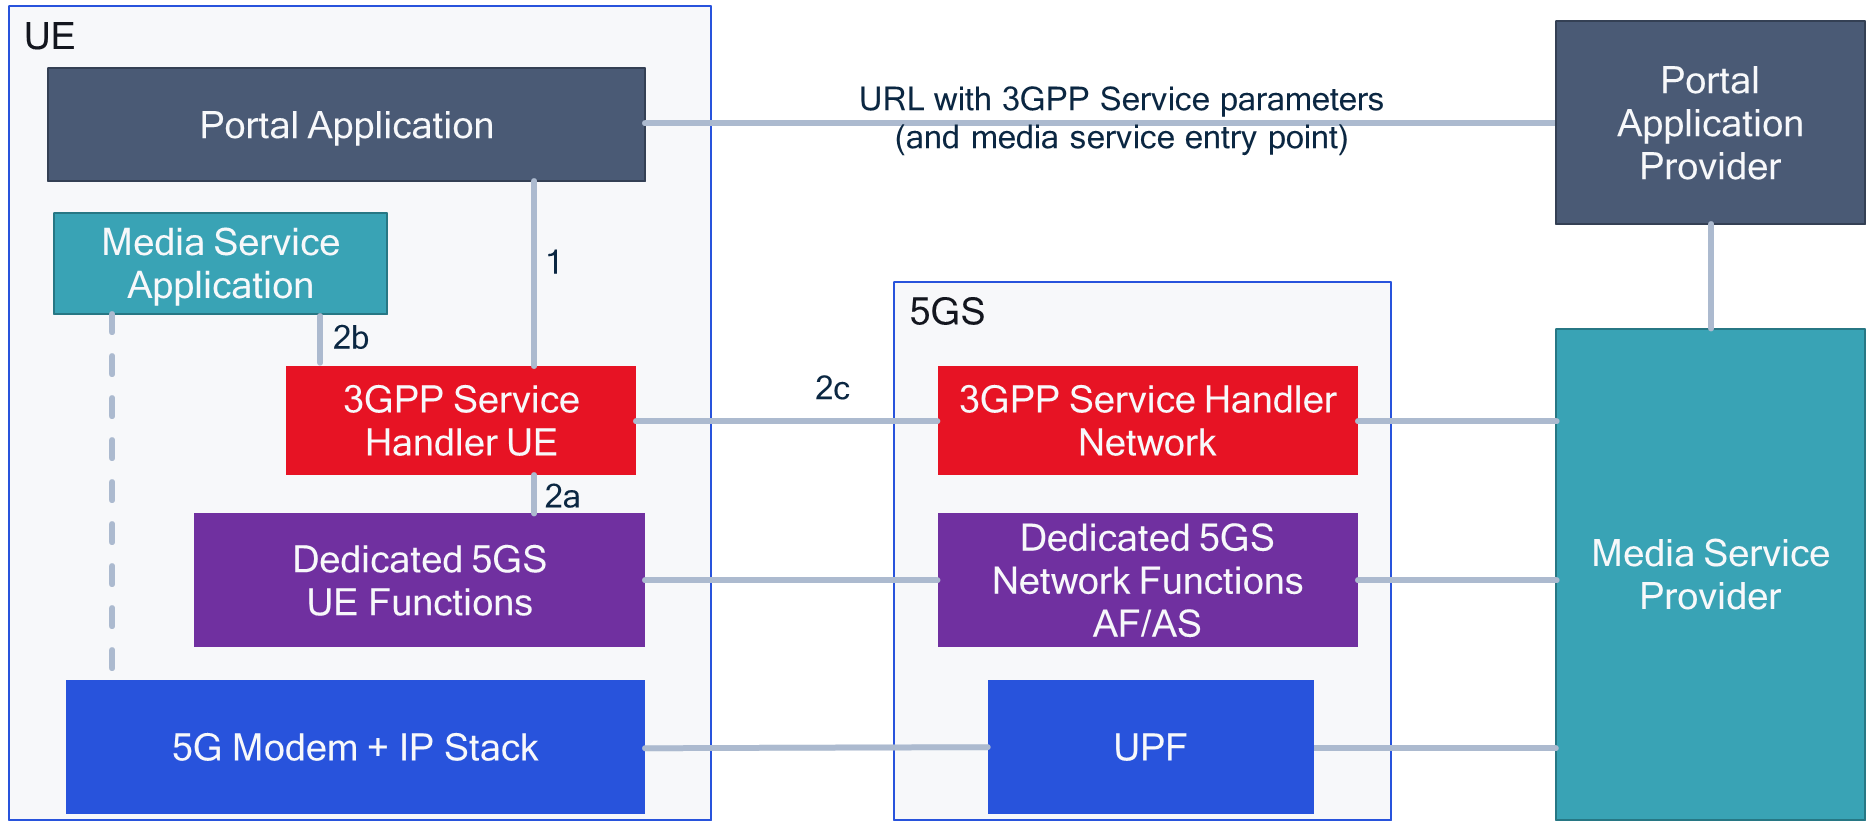 UE
Portal Application
URL with 3GPP Service parameters
(and media service entry point)
Portal
Application
Provider
Media Service
Application
1
2b
5GS
3GPP Service
Handler UE
2c
3GPP Service Handler
Network
2a
Dedicated 5GS
UE Functions
Dedicated 5GS
Network Functions
AF/AS
Media Service
Provider
5G Modem + IP Stack
UPF